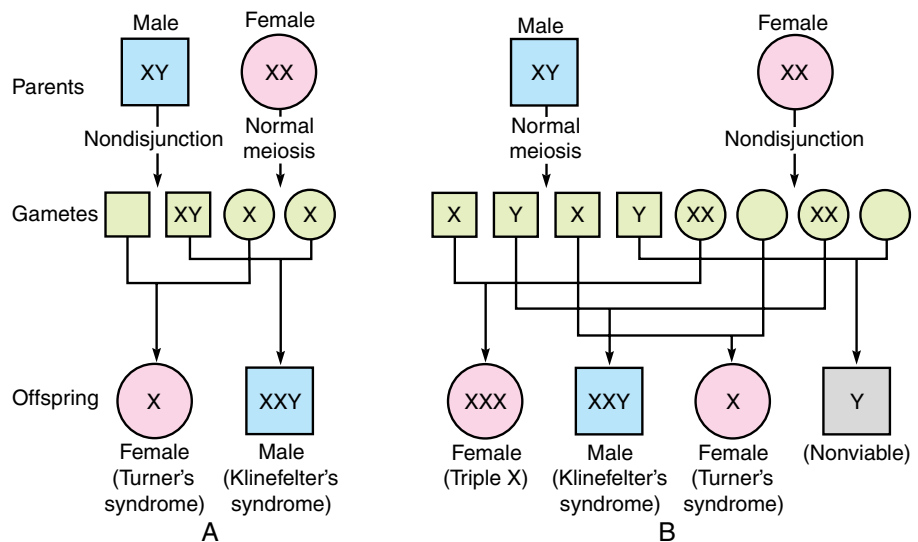 Male
Female
XY
XX
Parents
Nondisjunction
Normal
meiosis
Gametes
XY
X
X
Offspring
X
XXY
Female
(Turner's
syndrome)
Male
(Klinefelter's
syndrome)
A
Male
Female
XY
XX
Normal
meiosis
Nondisjunction
X
Y
X
Y
XX
XX
XXX
XXY
X
Y
Female
(Triple X)
Male
(Klinefelter's
syndrome)
Female
(Turner's
syndrome)
(Nonviable)
B